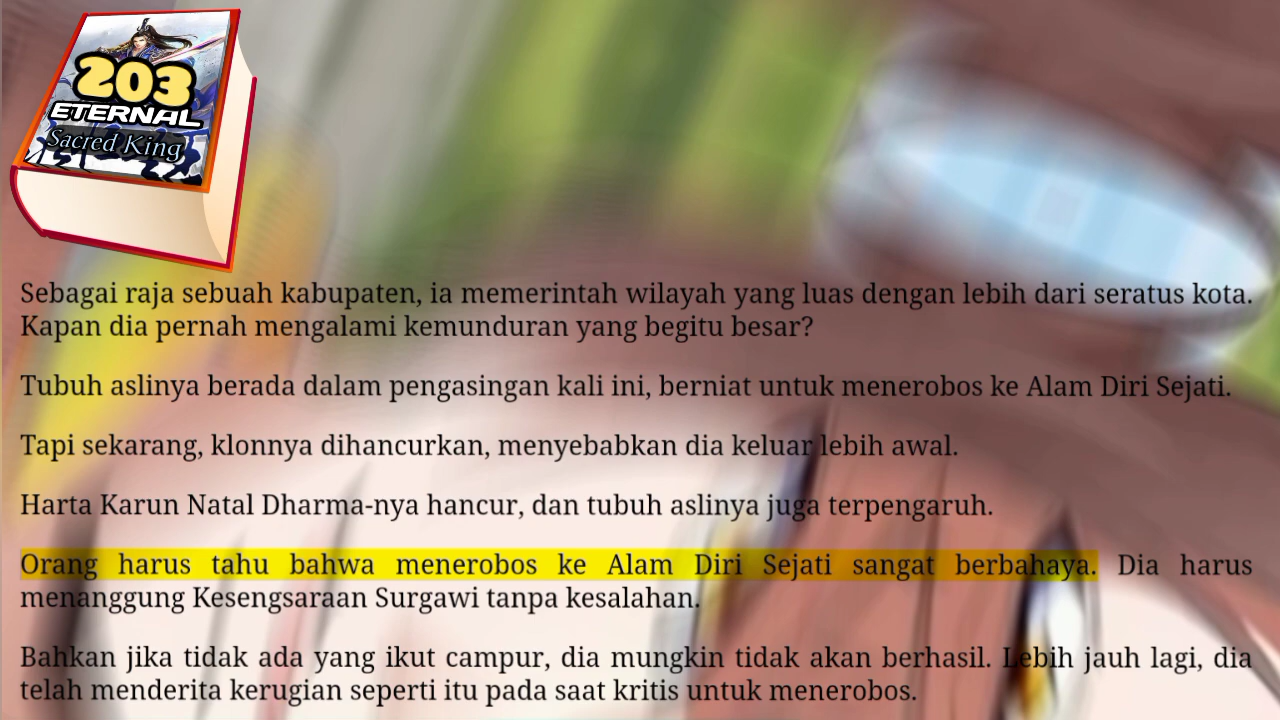 203
ETERNAL
Sacred King
Sebagai raja sebuah kabupaten, ia memerintah wilayah yang luas dengan lebih dari seratus kota.
Kapan dia pernah mengalami kemunduran yang begitu besar?
Tubuh aslinya berada dalam pengasingan kali ini, berniat untuk menerobos ke Alam Diri Sejati.
Tapi sekarang, klonnya dihancurkan, menyebabkan dia keluar lebih awal.
Harta Karun Natal Dharma-nya hancur, dan tubuh aslinya juga terpengaruh.
Orang harus tahu bahwa menerobos ke Alam Diri Sejati sangat berbahaya. Dia harus
menanggung Kesengsaraan Surgawi tanpa kesalahan.
Bahkan jika tidak ada yang ikut campur, dia mungkin tidak akan berhasil. Lebih jauh lagi, dia
telah menderita kerugian seperti itu pada saat kritis untuk menerobos.